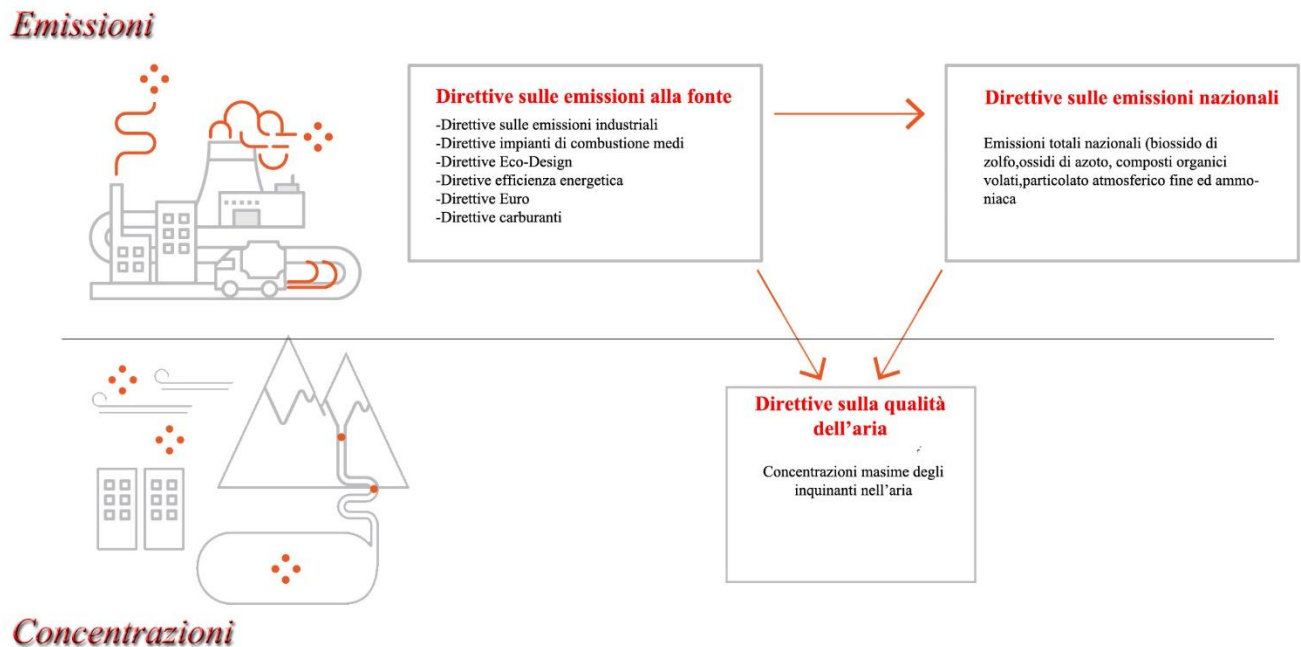 Emissioni
Direttive sulle emissioni alla fonte
-Direttive sulle emissioni industriali
-Direttive impianti di combustione medi
-Direttive Eco-Design
-Diretive efficienza energetica
-Direttive Euro
-Direttive carburanti
Direttive sulle emissioni nazionali
Emissioni totali nazionali (biossido di
zolfo,ossidi di azoto, composti organici
volati,particolato atmosferico fine ed ammo-
niaca
Direttive sulla qualità
dell’aria
Concentrazioni masime degli
inquinanti nell’aria
Concentrazioni